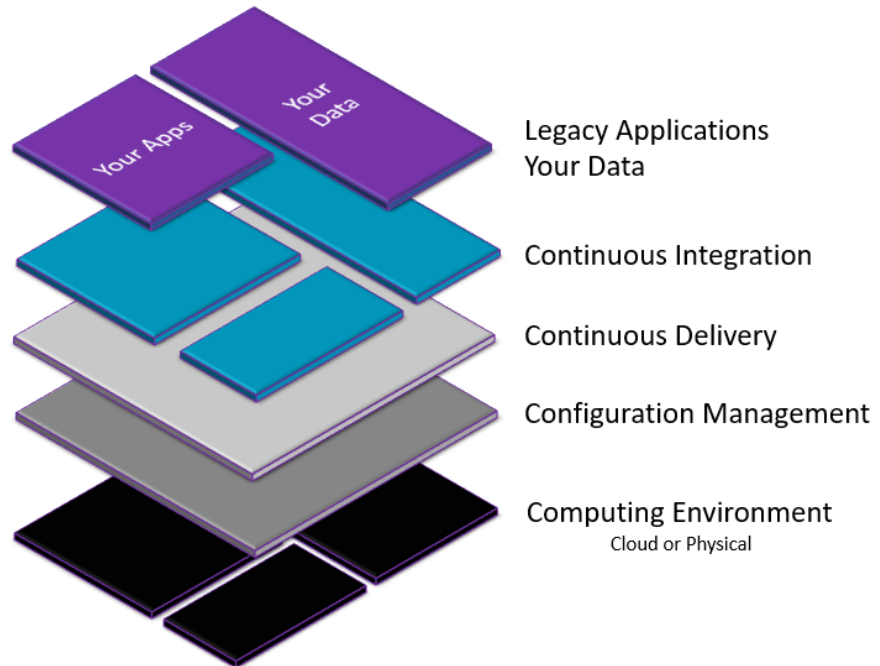 Your Apps
Your
Data
Legacy Applications
Your Data
Continuous Integration
Continuous Delivery
Configuration Management
Computing Environment
Cloud or Physical